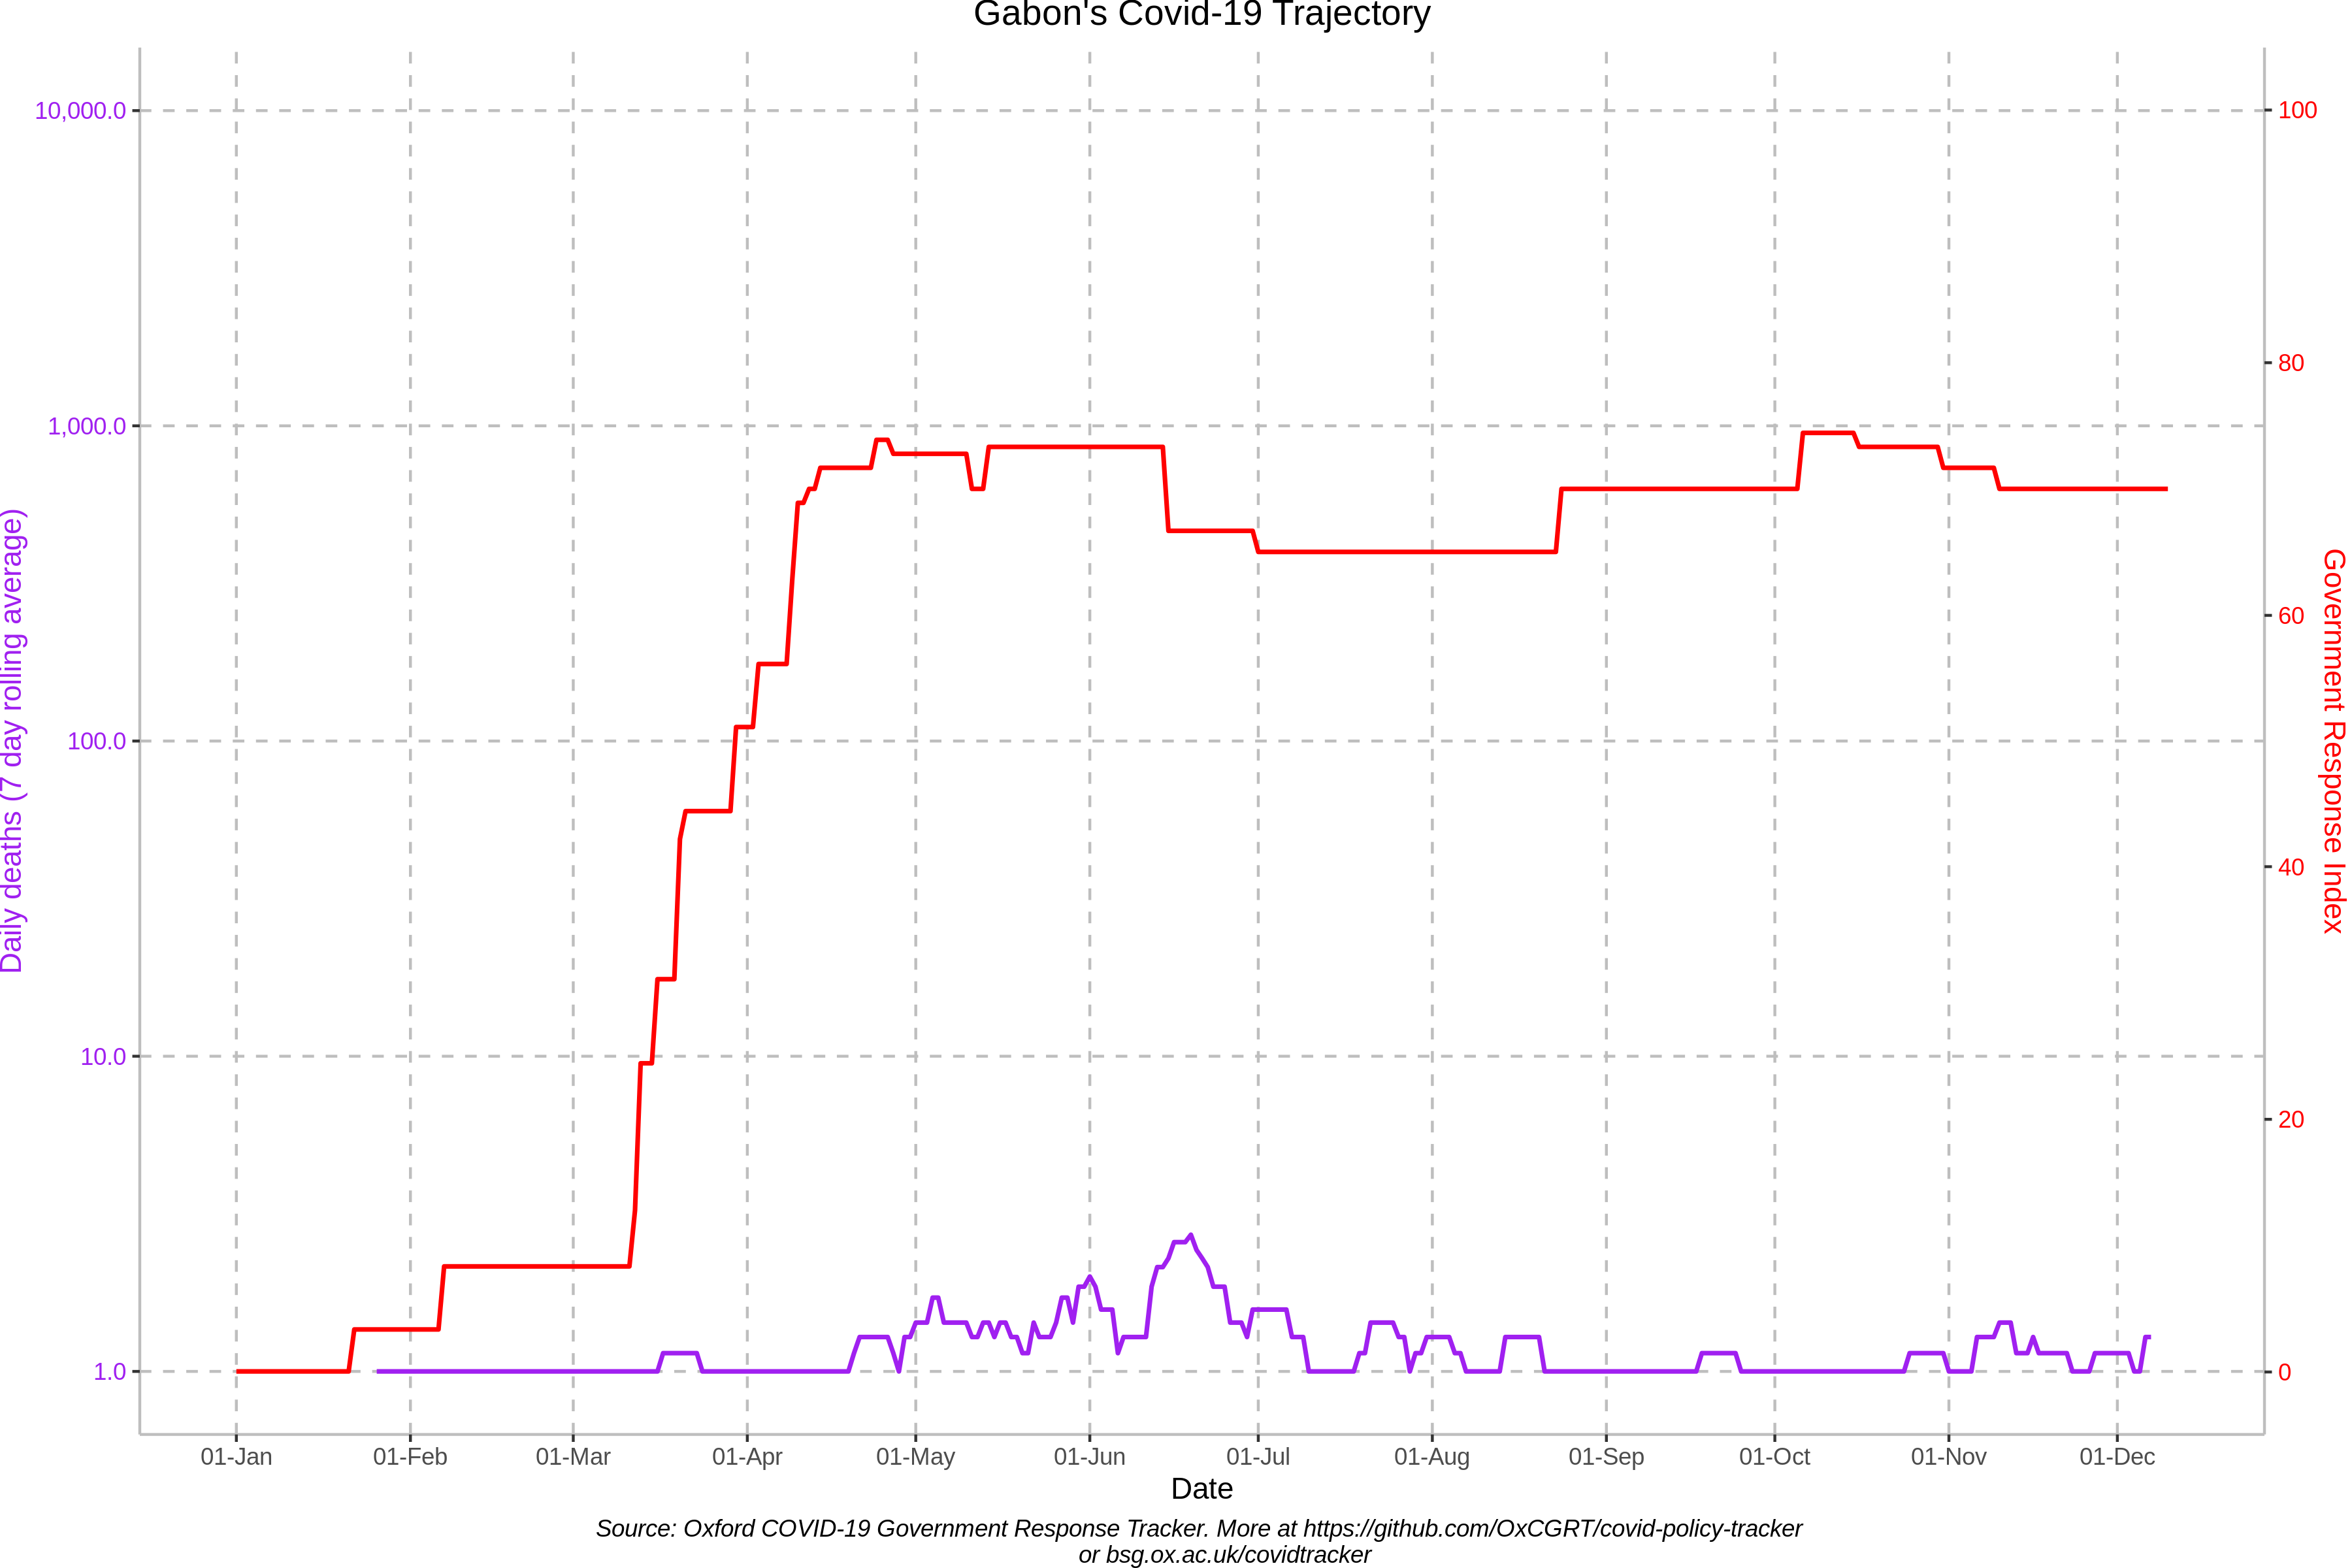 Gabon's Covid-19 Trajectory
10,000.0
1,000.0
100.0
10.0
1.0
Daily deaths (7 day rolling average)
100
80
60
40
20
0
Government Response Index
01-Jan
01-Feb
01-Mar
01-Apr
01-May
01-Jun
01-Jul
01-Aug
01-Sep
01-Oct
01-Nov
01-Dec
Date
Source: Oxford COVID-19 Government Response Tracker. More at https://github.com/OxCGRT/covid-policy-tracker
or bsg.ox.ac.uk/covidtracker